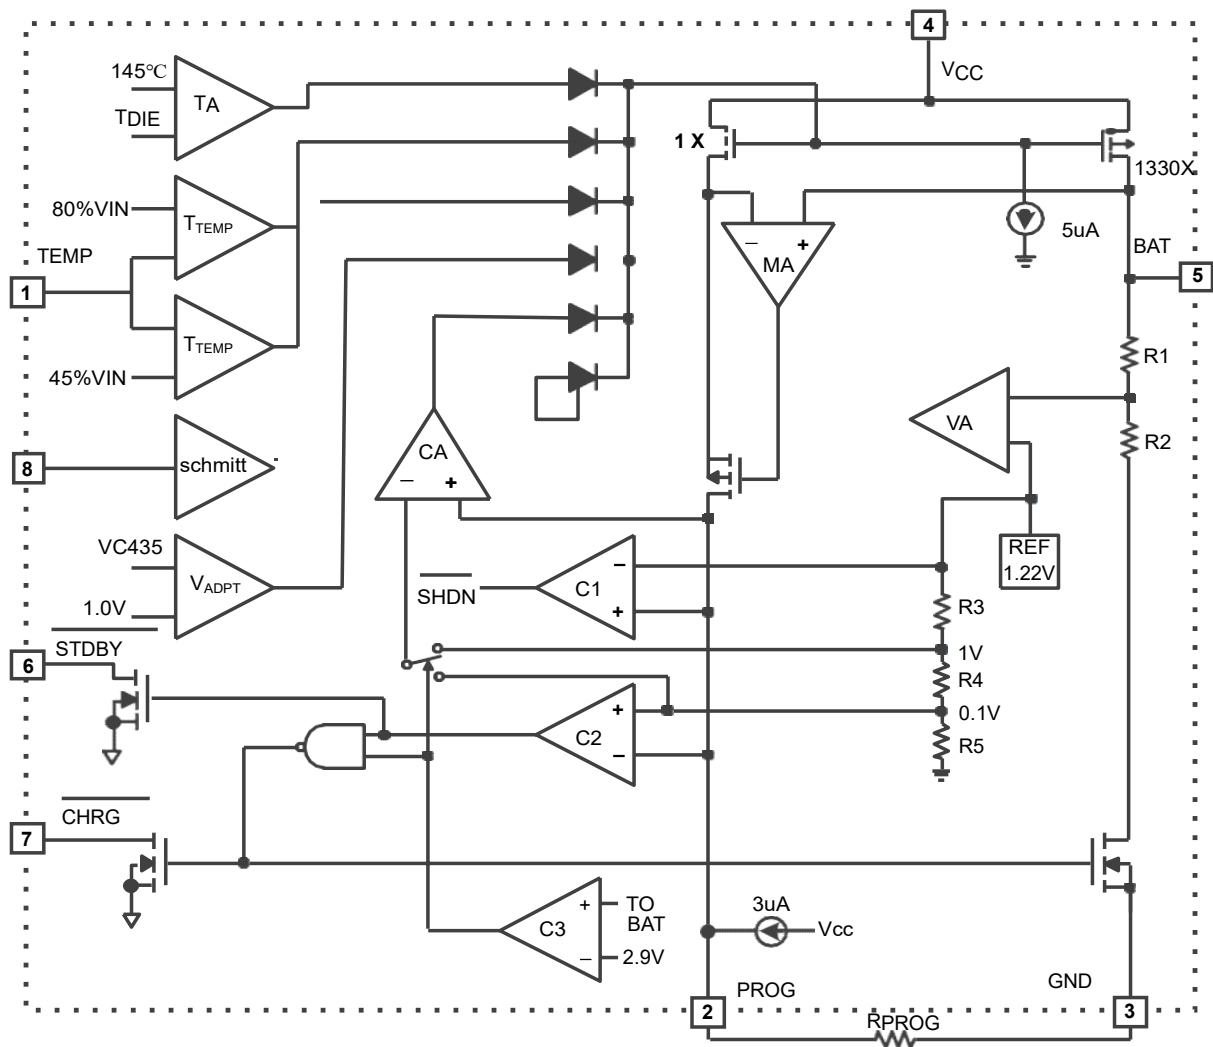 4
VCC
145℃
TA
TDIE
1 X
1330X
80%VIN
TTEMP
TEMP
1
5uA
BAT
5
− +
MA
TTEMP
45%VIN
R1
VA
R2
8
schmitt
CA
− +
VC435
VADPT
1.0V
REF
1.22V
SHDN
−
C1
+
R3
1V
R4
0.1V
R5
STDBY
6
+
C2
−
CHRG
7
+
C3
−
TO
BAT
2.9V
3uA
Vcc
PROG
2
GND
3
RPROG